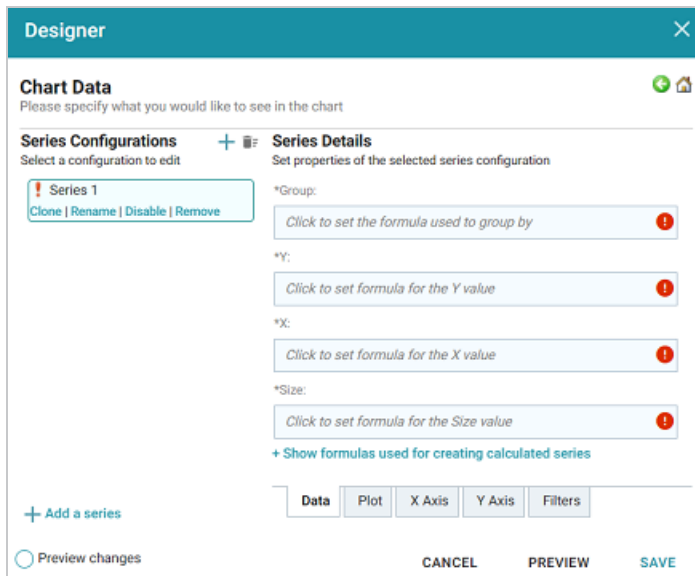 Designer
Chart Data
Please specify what you would like to see in the chart
Series Configurations
Select a configuration to edit
Series 1
Clone | Rename | Disable | Remove
Series Details
Set properties of the selected series configuration
*Group:
Click to set the formula used to group by
*Y:
Click to set formula for the Y value
*X:
Click to set formula for the X value
*Size:
Click to set formula for the Size value
+ Show formulas used for creating calculated series
Data Plot X Axis Y Axis Filters
+ Add a series
Preview changes
CANCEL PREVIEW SAVE